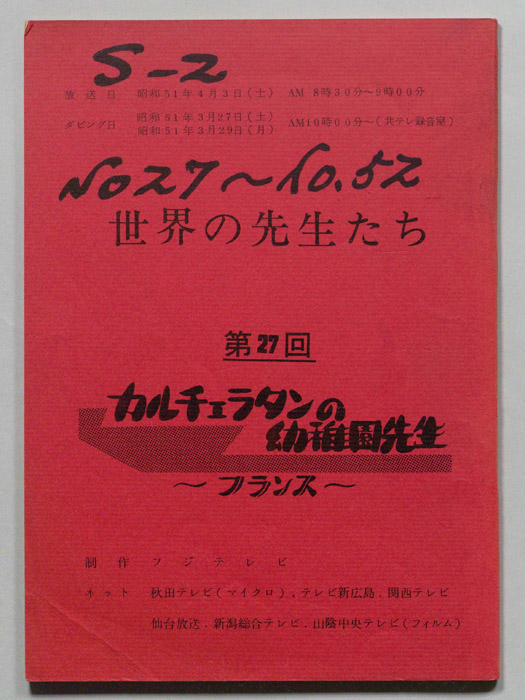 S-2
放送日 昭和51年4月3日(土) AM 8時30分～9時00分
ダビング日 昭和51年3月27日(土)
昭和51年3月29日(月) AM10時00分～(共テレ録音屋)
No27～No.52
世界の先生たち
第27回
カルチェラタンの
幼稚園先生
～フランス～
制作 フジテレビ
ネット 秋田テレビ(マイクロ)、テレビ新広島.関西テレビ
仙台放送.新潟総合テレビ.山陰中央テレビ(フィルム)